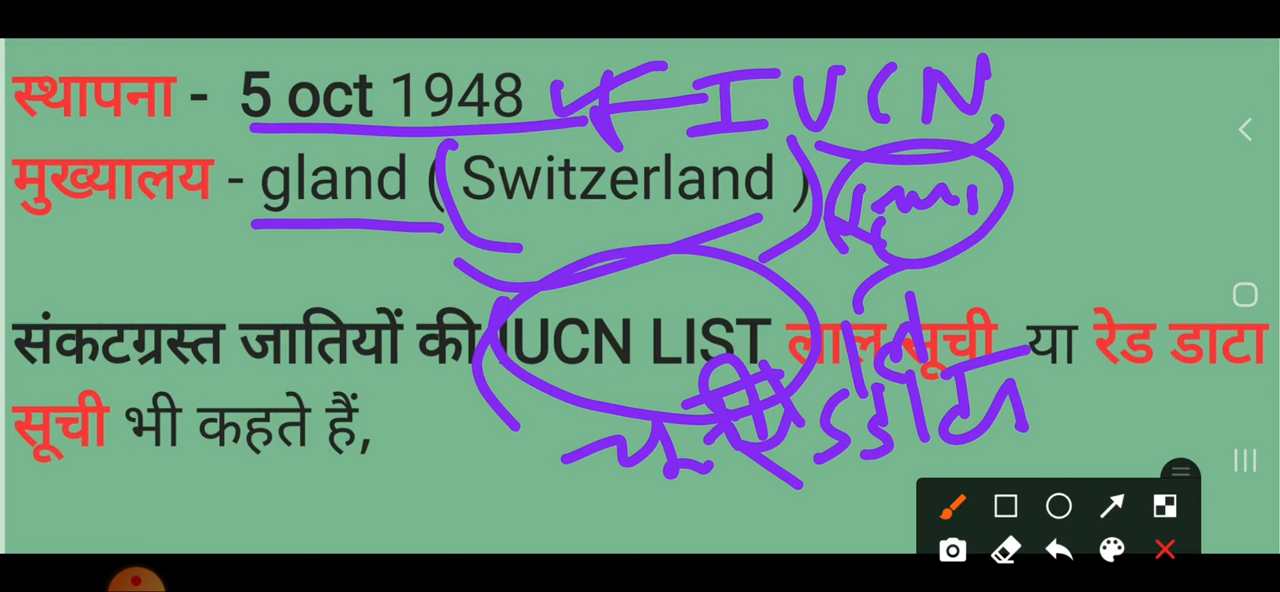 स्थापना - 5 oct 1948 IUCN
मुख्यालय - gland ( Switzerland )
संकटग्रस्त जातियों की IUCN LIST लाल सूची या रेड डाटा
सूची भी कहते हैं,